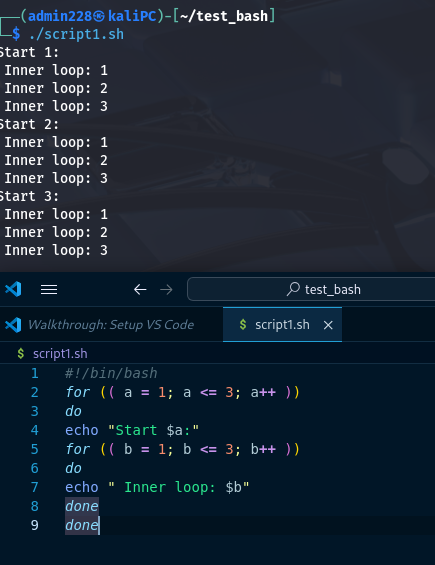 (admin228㉿kaliPC)-[~/test_bash]
$ ./script1.sh
Start 1:
 Inner loop: 1
 Inner loop: 2
 Inner loop: 3
Start 2:
 Inner loop: 1
 Inner loop: 2
 Inner loop: 3
Start 3:
 Inner loop: 1
 Inner loop: 2
 Inner loop: 3
test_bash
Walkthrough: Setup VS Code
$ script1.sh
$ script1.sh
1 #!/bin/bash
2 for (( a = 1; a <= 3; a++ ))
3 do
4 echo "Start $a:"
5 for (( b = 1; b <= 3; b++ ))
6 do
7 echo " Inner loop: $b"
8 done
9 done